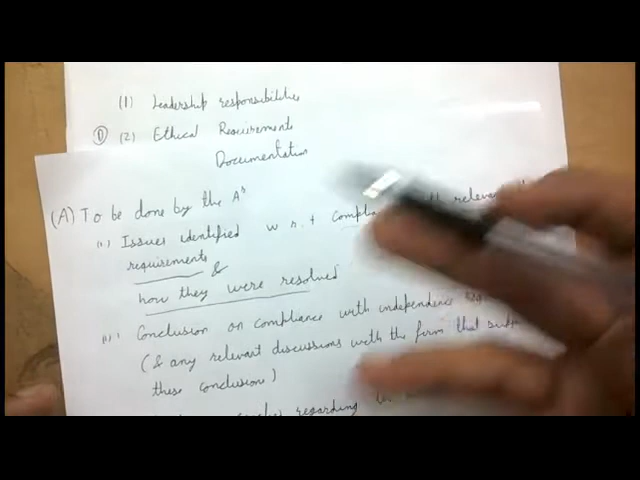 (1) Leadership responsibilities
(D) (2) Ethical Requirements
Documentation
(A) To be done by the Ar
(i) Issues identified w.r.t
requirements &
how they were resolved
(ii) Conclusion on compliance with independence
(& any relevant discussions with the firm that
these conclusion)
regarding